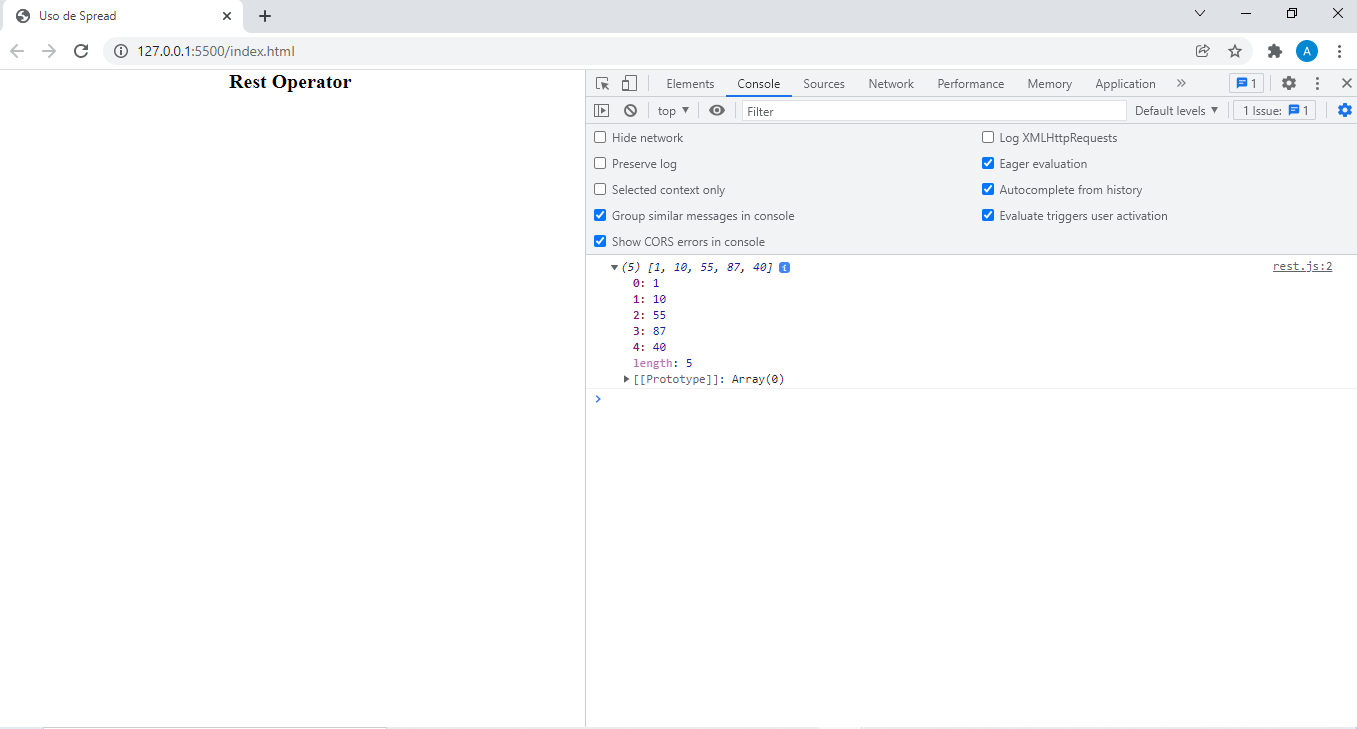 Uso de Spread
127.0.0.1:5500/index.html
A
Rest Operator
Elements Console Sources Network Performance Memory Application » 1
top ▼ Filter Default levels ▼ 1 Issue: 1
Hide network Log XMLHttpRequests
Preserve log Eager evaluation
Selected context only Autocomplete from history
Group similar messages in console Evaluate triggers user activation
Show CORS errors in console
▼(5) [1, 10, 55, 87, 40] i rest.js:2
0: 1
1: 10
2: 55
3: 87
4: 40
length: 5
▶[[Prototype]]: Array(0)
>